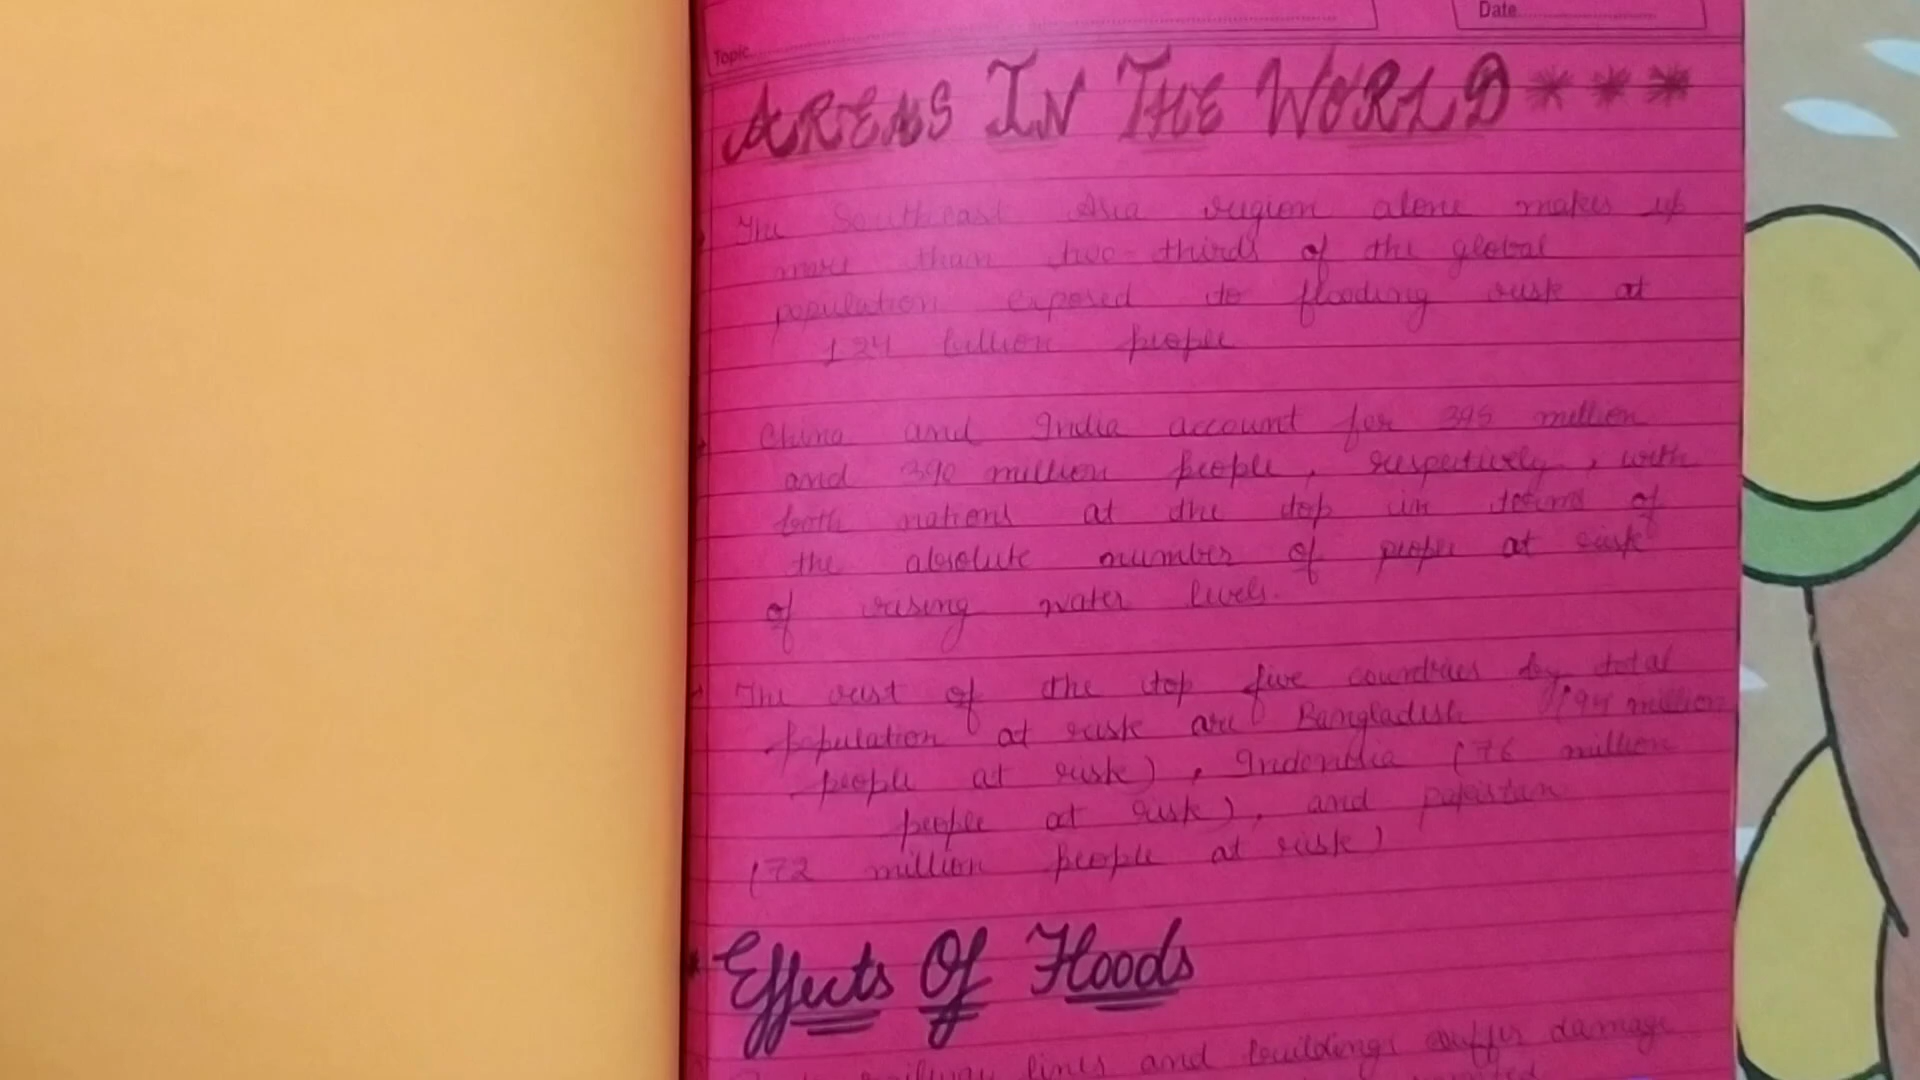 Date
Topic
AREAS IN THE WORLD ***
The Southeast Asia region alone makes up
more than two-thirds of the global
population exposed to flooding risk at
1.24 billion people
China and India account for 395 million
and 390 million people, respectively, with
both nations at the top in terms of
the absolute number of people at risk
of rising water levels.
The rest of the top five countries by total
population at risk are Bangladesh (94 million
people at risk), Indondia (76 million
people at risk), and pakistan
(72 million people at risk)
Effects Of Floods
lines and buildings suffer damage